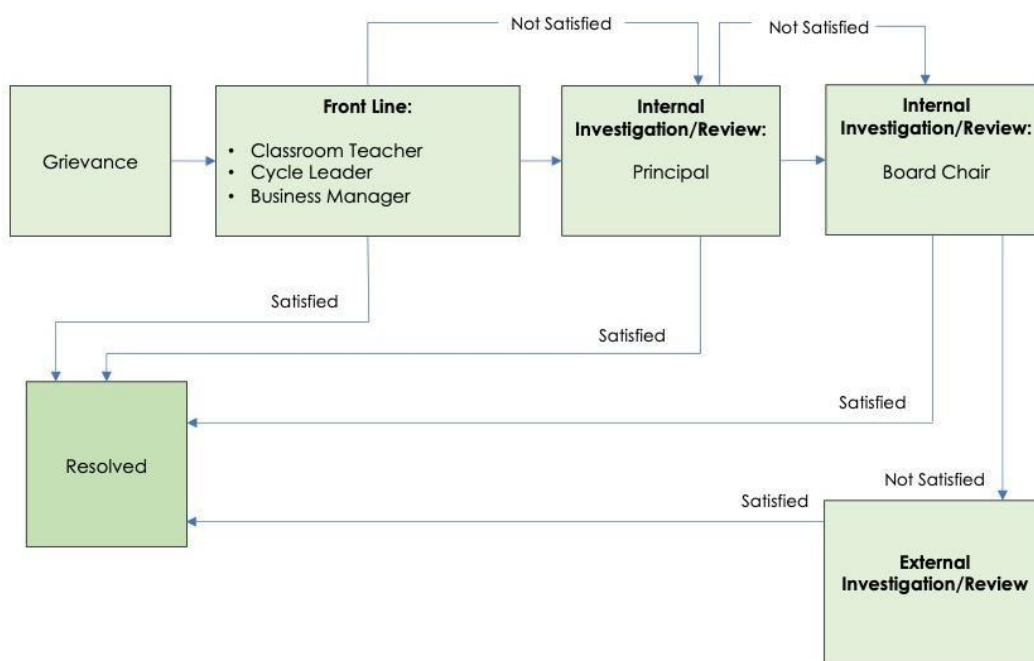 Not Satisfied
Not Satisfied
Grievance
Front Line:
• Classroom Teacher
• Cycle Leader
• Business Manager
Internal
Investigation/Review:
Principal
Internal
Investigation/Review:
Board Chair
Satisfied
Satisfied
Satisfied
Resolved
Not Satisfied
Satisfied
External
Investigation/Review